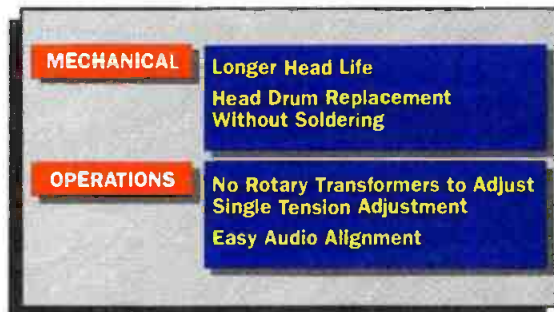 MECHANICAL
Longer Head Life
Head Drum Replacement
Without Soldering
OPERATIONS
No Rotary Transformers to Adjust
Single Tension Adjustment
Easy Audio Alignment